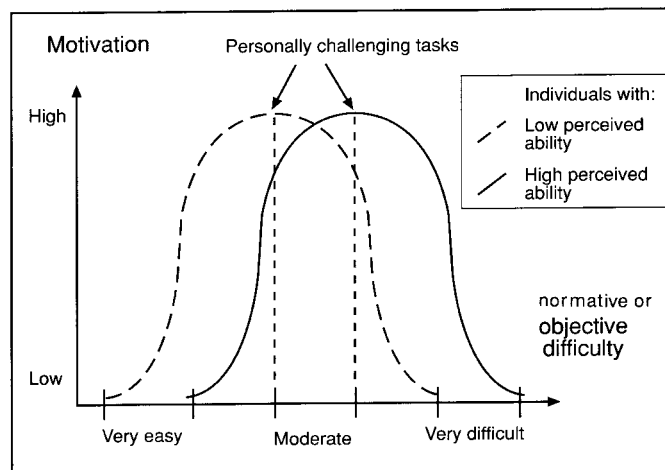 Motivation
Personally challenging tasks
Individuals with:
Low perceived
ability
High perceived
ability
High
normative or
objective
difficulty
Low
Very easy
Moderate
Very difficult